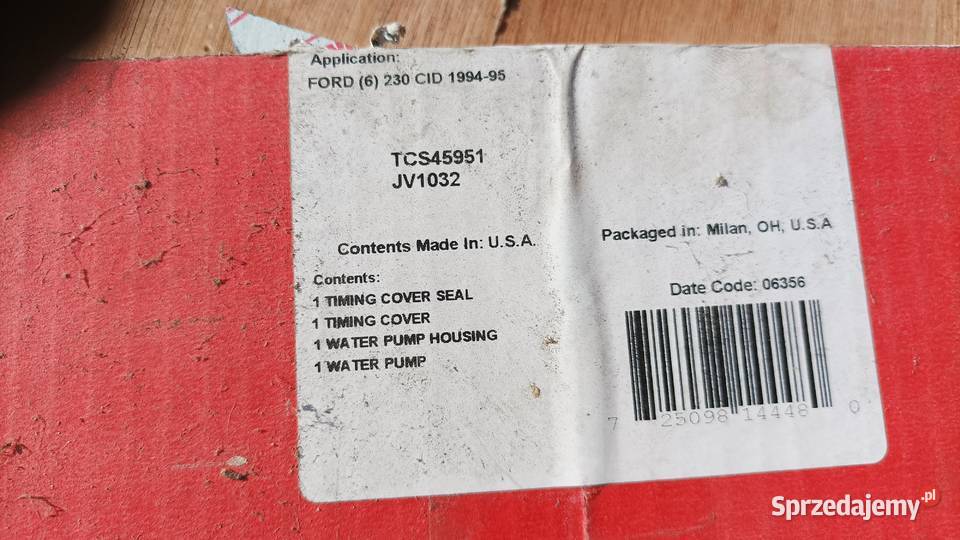 Application:
FORD (6) 230 CID 1994-95
TCS45951
JV1032
Contents Made In: U.S.A.
Contents:
1 TIMING COVER SEAL
1 TIMING COVER
1 WATER PUMP HOUSING
1 WATER PUMP
Packaged in: Milan, OH, U.S.A
Date Code: 06356
7 25098 14448 0
Sprzedajemy.pl